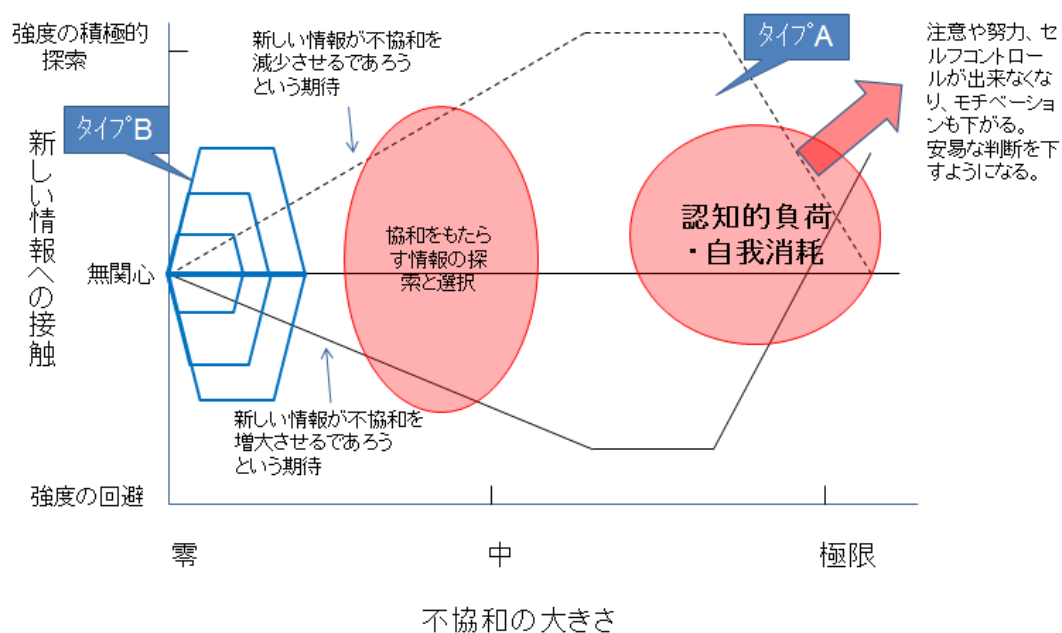 強度の積極的
探索
新しい情報が不協和を
減少させるであろう
という期待
タイプA
注意や努力、セ
ルフコントロー
ルが出来なくな
り、モチベーショ
ンも下がる。
安易な判断を下
すようになる。
タイプB
新しい情報への接触
無関心
協和をもたら
す情報の探
索と選択
認知的負荷
・自我消耗
新しい情報が不協和を
増大させるであろう
という期待
強度の回避
零
中
極限
不協和の大きさ